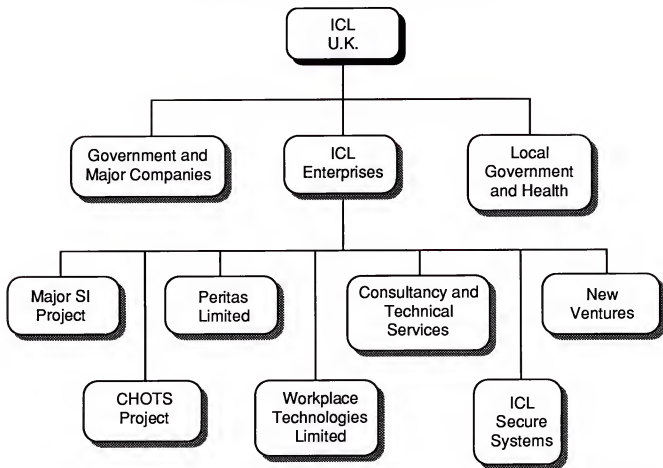 ICL
U.K.
Government and
Major Companies
ICL
Enterprises
Local
Government
and Health
Major SI
Project
Peritas
Limited
Consultancy and
Technical
Services
New
Ventures
CHOTS
Project
Workplace
Technologies
Limited
ICL
Secure
Systems